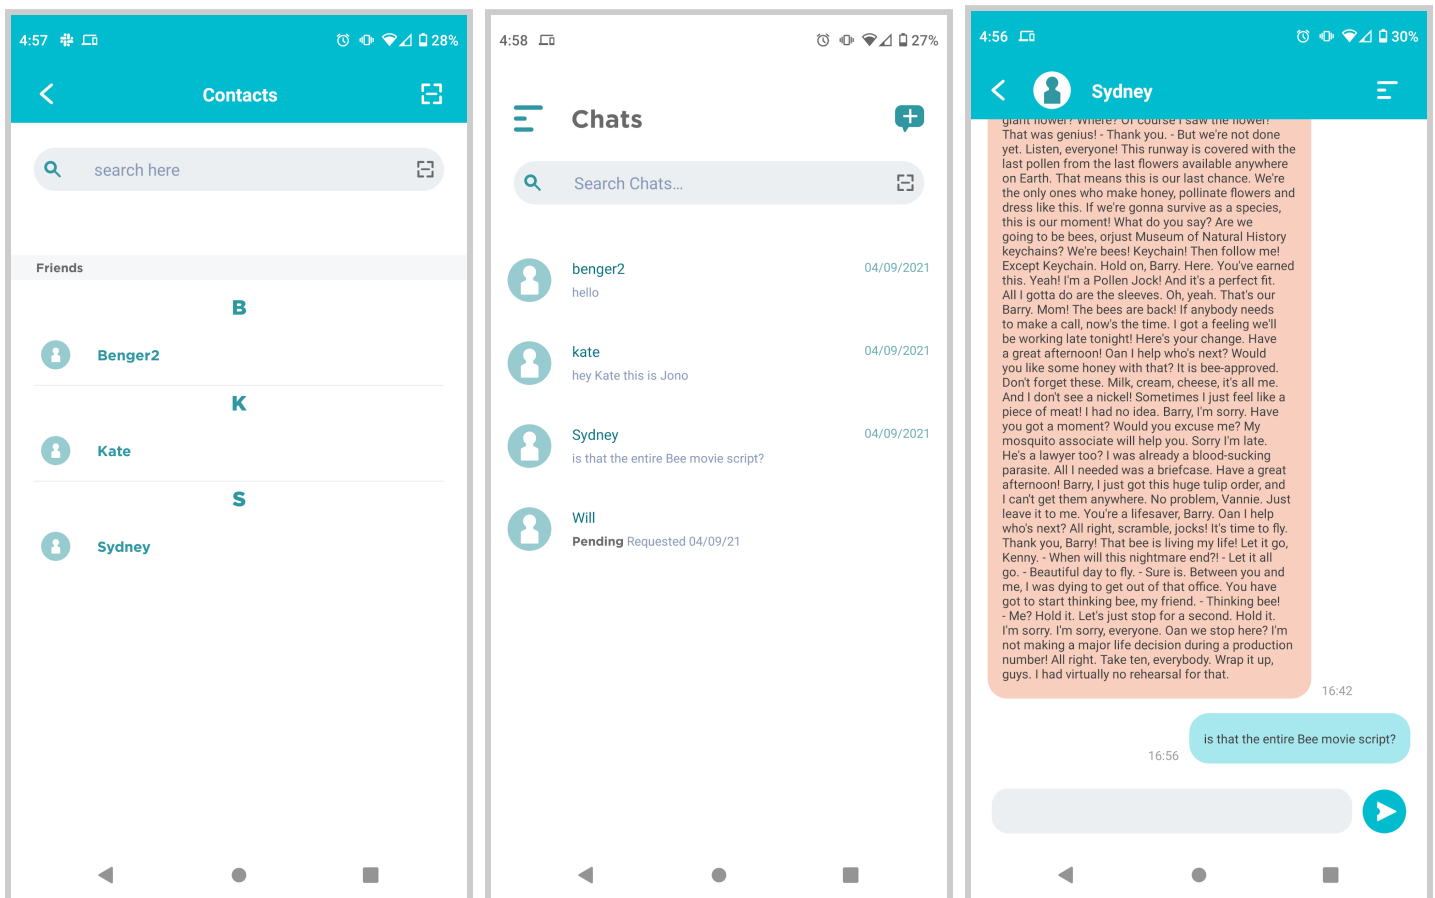 4:57
28%
Contacts
search here
Friends
B
Benger2
K
Kate
S
Sydney
4:58
27%
Chats
Search Chats...
benger2
04/09/2021
hello
kate
04/09/2021
hey Kate this is Jono
Sydney
04/09/2021
is that the entire Bee movie script?
Will
Pending Requested 04/09/21
4:56
30%
Sydney
giant flower? Where? Of course I saw the flower!
That was genius! - Thank you. - But we're not done
yet. Listen, everyone! This runway is covered with the
last pollen from the last flowers available anywhere
on Earth. That means this is our last chance. We're
the only ones who make honey, pollinate flowers and
dress like this. If we're gonna survive as a species,
this is our moment! What do you say? Are we
going to be bees, orjust Museum of Natural History
keychains? We're bees! Keychain! Then follow me!
Except Keychain. Hold on, Barry. Here. You've earned
this. Yeah! I'm a Pollen Jock! And it's a perfect fit.
All I gotta do are the sleeves. Oh, yeah. That's our
Barry. Mom! The bees are back! If anybody needs
to make a call, now's the time. I got a feeling we'll
be working late tonight! Here's your change. Have
a great afternoon! Oan I help who's next? Would
you like some honey with that? It is bee-approved.
Don't forget these. Milk, cream, cheese, it's all me.
And I don't see a nickel! Sometimes I just feel like a
piece of meat! I had no idea. Barry, I'm sorry. Have
you got a moment? Would you excuse me? My
mosquito associate will help you. Sorry I'm late.
He's a lawyer too? I was already a blood-sucking
parasite. All I needed was a briefcase. Have a great
afternoon! Barry, I just got this huge tulip order, and
I can't get them anywhere. No problem, Vannie. Just
leave it to me. You're a lifesaver, Barry. Oan I help
who's next? All right, scramble, jocks! It's time to fly.
Thank you, Barry! That bee is living my life! Let it go,
Kenny. - When will this nightmare end?! - Let it all
go. - Beautiful day to fly. - Sure is. Between you and
me, I was dying to get out of that office. You have
got to start thinking bee, my friend. - Thinking bee!
- Me? Hold it. Let's just stop for a second. Hold it.
I'm sorry. I'm sorry, everyone. Oan we stop here? I'm
not making a major life decision during a production
number! All right. Take ten, everybody. Wrap it up,
guys. I had virtually no rehearsal for that.
16:42
is that the entire Bee movie script?
16:56